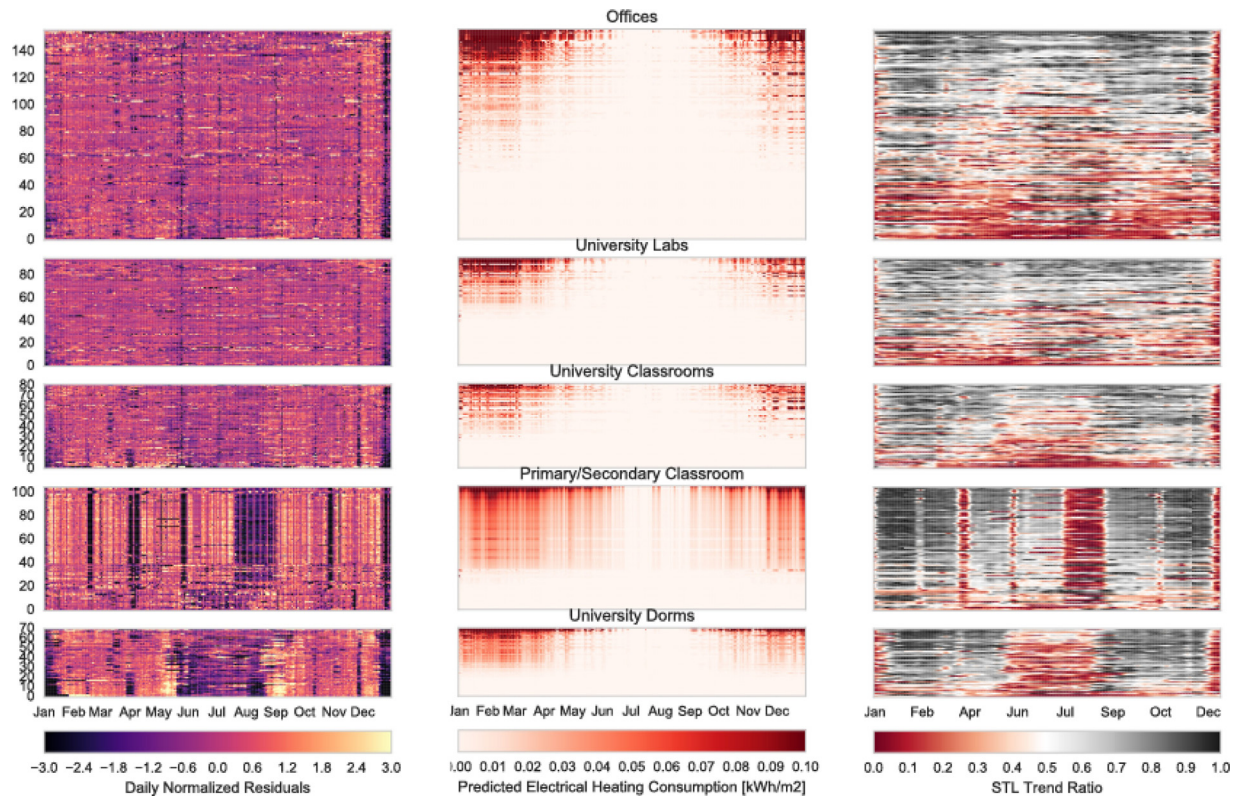 Offices
140
120
100
80
60
40
20
0
University Labs
80
60
40
20
0
University Classrooms
80
70
60
50
40
30
20
10
0
Primary/Secondary Classroom
100
80
60
40
20
0
University Dorms
70
60
50
40
30
20
10
0
Jan Feb Mar Apr May Jun Jul Aug Sep Oct Nov Dec
Jan Feb Mar Apr May Jun Jul Aug Sep Oct Nov Dec
Jan Feb Apr Jun Jul Sep Oct Dec
−3.0 −2.4 −1.8 −1.2 −0.6 0.0 0.6 1.2 1.8 2.4 3.0
Daily Normalized Residuals
.00 0.01 0.02 0.03 0.04 0.05 0.06 0.07 0.08 0.09 0.10
Predicted Electrical Heating Consumption [kWh/m2]
0.0 0.1 0.2 0.3 0.4 0.5 0.6 0.7 0.8 0.9 1.0
STL Trend Ratio